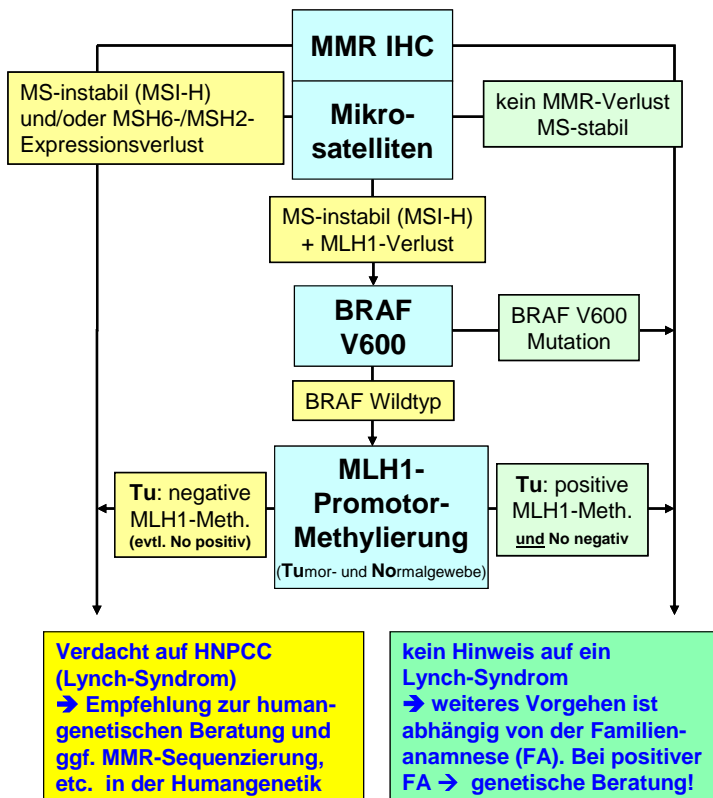 MMR IHC
MS-instabil (MSI-H)
und/oder MSH6-/MSH2-
Expressionsverlust
Mikro-
satelliten
kein MMR-Verlust
MS-stabil
MS-instabil (MSI-H)
+ MLH1-Verlust
BRAF
V600
BRAF V600
Mutation
BRAF Wildtyp
Tu: negative
MLH1-Meth.
(evtl. No positiv)
MLH1-
Promotor-
Methylierung
(Tumor- und Normalgewebe)
Tu: positive
MLH1-Meth.
und No negativ
Verdacht auf HNPCC
(Lynch-Syndrom)
➔ Empfehlung zur human-
genetischen Beratung und
ggf. MMR-Sequenzierung,
etc. in der Humangenetik
kein Hinweis auf ein
Lynch-Syndrom
➔ weiteres Vorgehen ist
abhängig von der Familien-
anamnese (FA). Bei positiver
FA ➔ genetische Beratung!